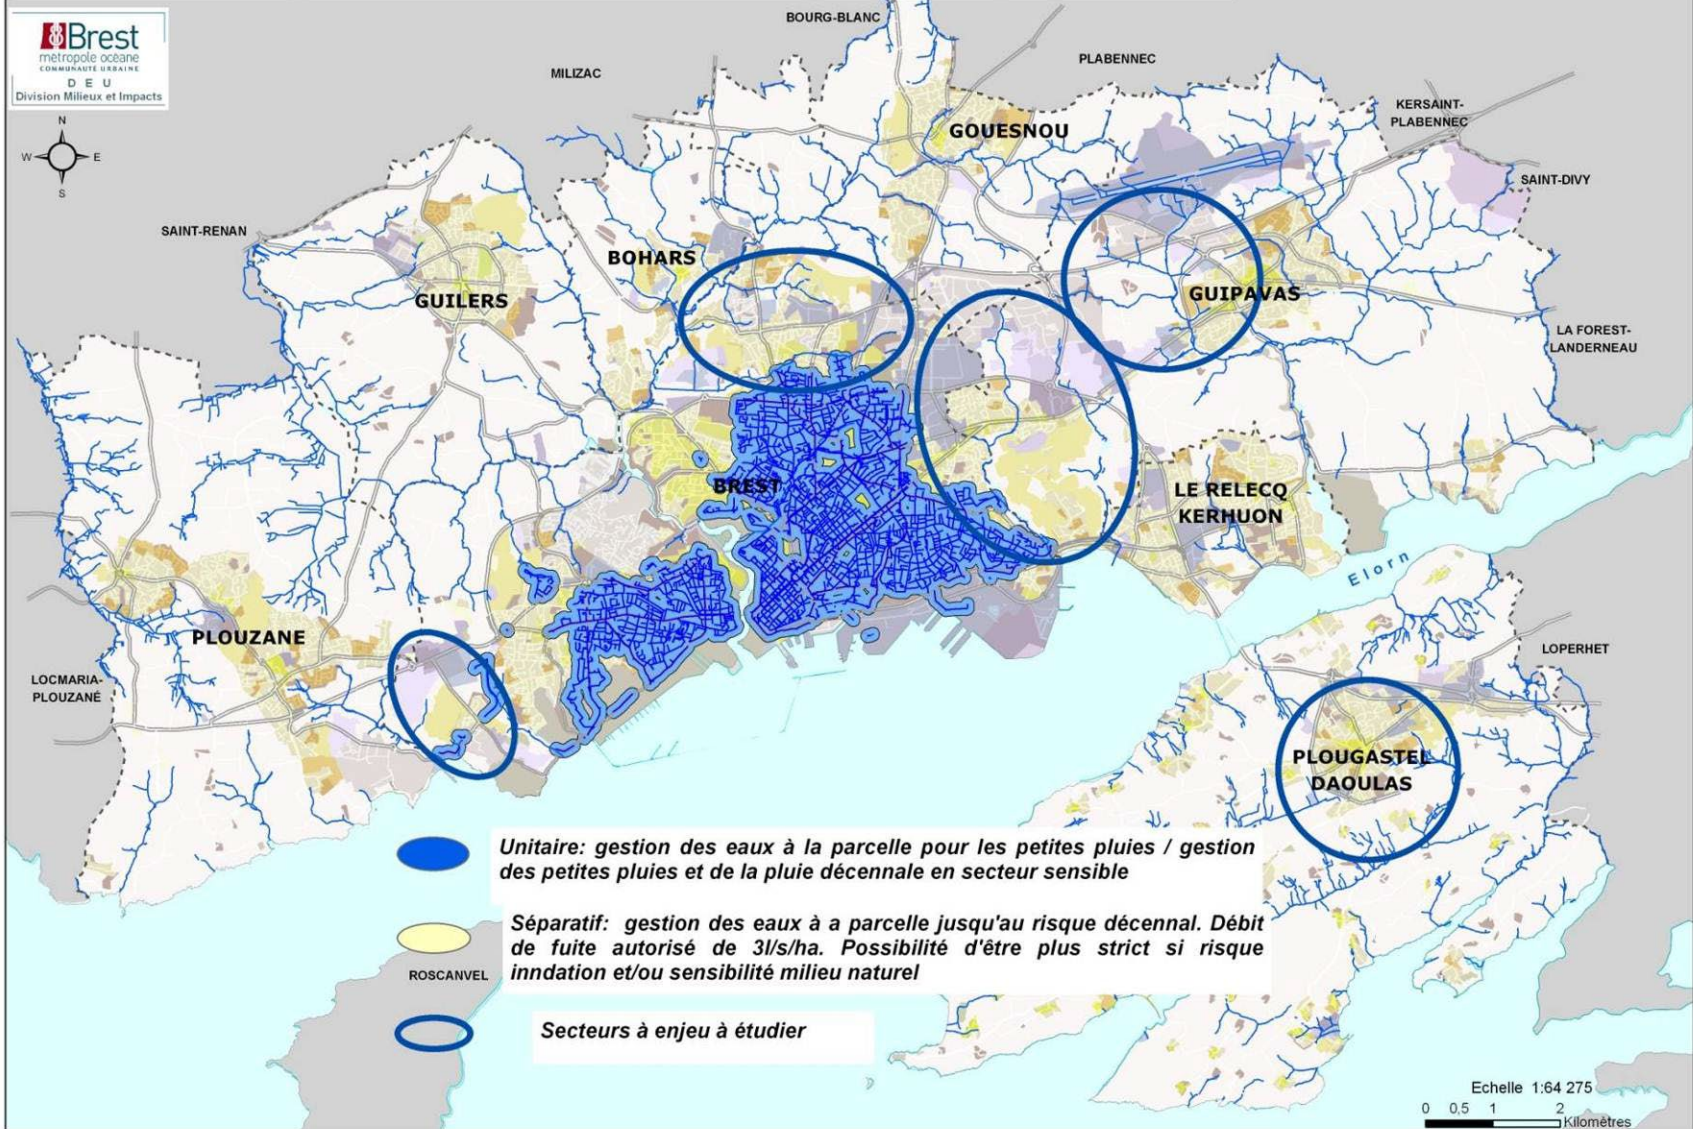 Brest
métropole océane
COMMUNAUTÉ URBAINE
D E U
Division Milieux et Impacts
N
W
E
S
BOURG-BLANC
MILIZAC
PLABENNEC
KERSAINT-
PLABENNEC
GOUESNOU
SAINT-DIVY
SAINT-RENAN
BOHARS
GUILERS
GUIPAVAS
LA FOREST-
LANDERNEAU
BREST
LE RELECQ
KERHUON
Elorn
PLOUZANE
LOCMARIA-
PLOUZANÉ
LOPERHET
PLOUGASTEL
DAOULAS
Unitaire: gestion des eaux à la parcelle pour les petites pluies / gestion
des petites pluies et de la pluie décennale en secteur sensible
Séparatif: gestion des eaux à a parcelle jusqu'au risque décennal. Débit
de fuite autorisé de 3l/s/ha. Possibilité d'être plus strict si risque
inndation et/ou sensibilité milieu naturel
ROSCANVEL
Secteurs à enjeu à étudier
Echelle 1:64 275
0 0,5 1 2
Kilomètres